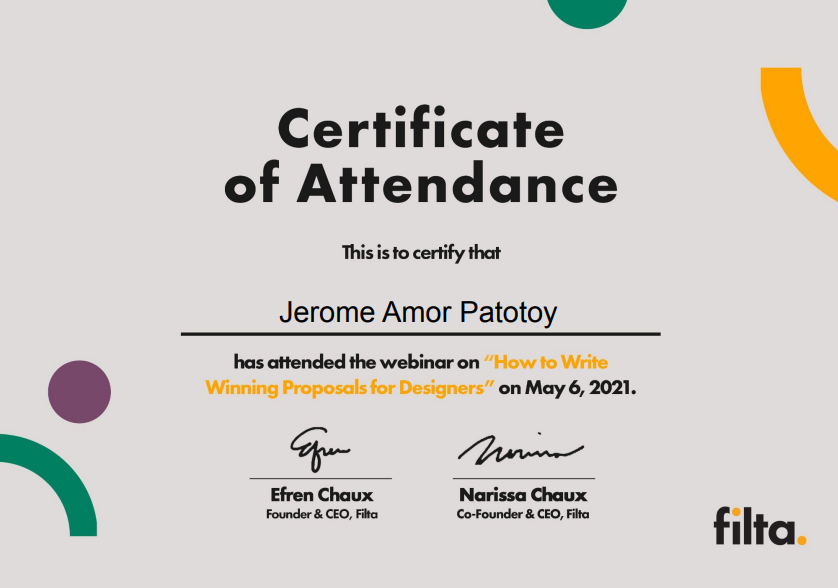 Certificate
of Attendance
This is to certify that
Jerome Amor Patotoy
has attended the webinar on “How to Write
Winning Proposals for Designers” on May 6, 2021.
Efren
Narissa
Efren Chaux
Founder & CEO, Filta
Narissa Chaux
Co-Founder & CEO, Filta
filta.